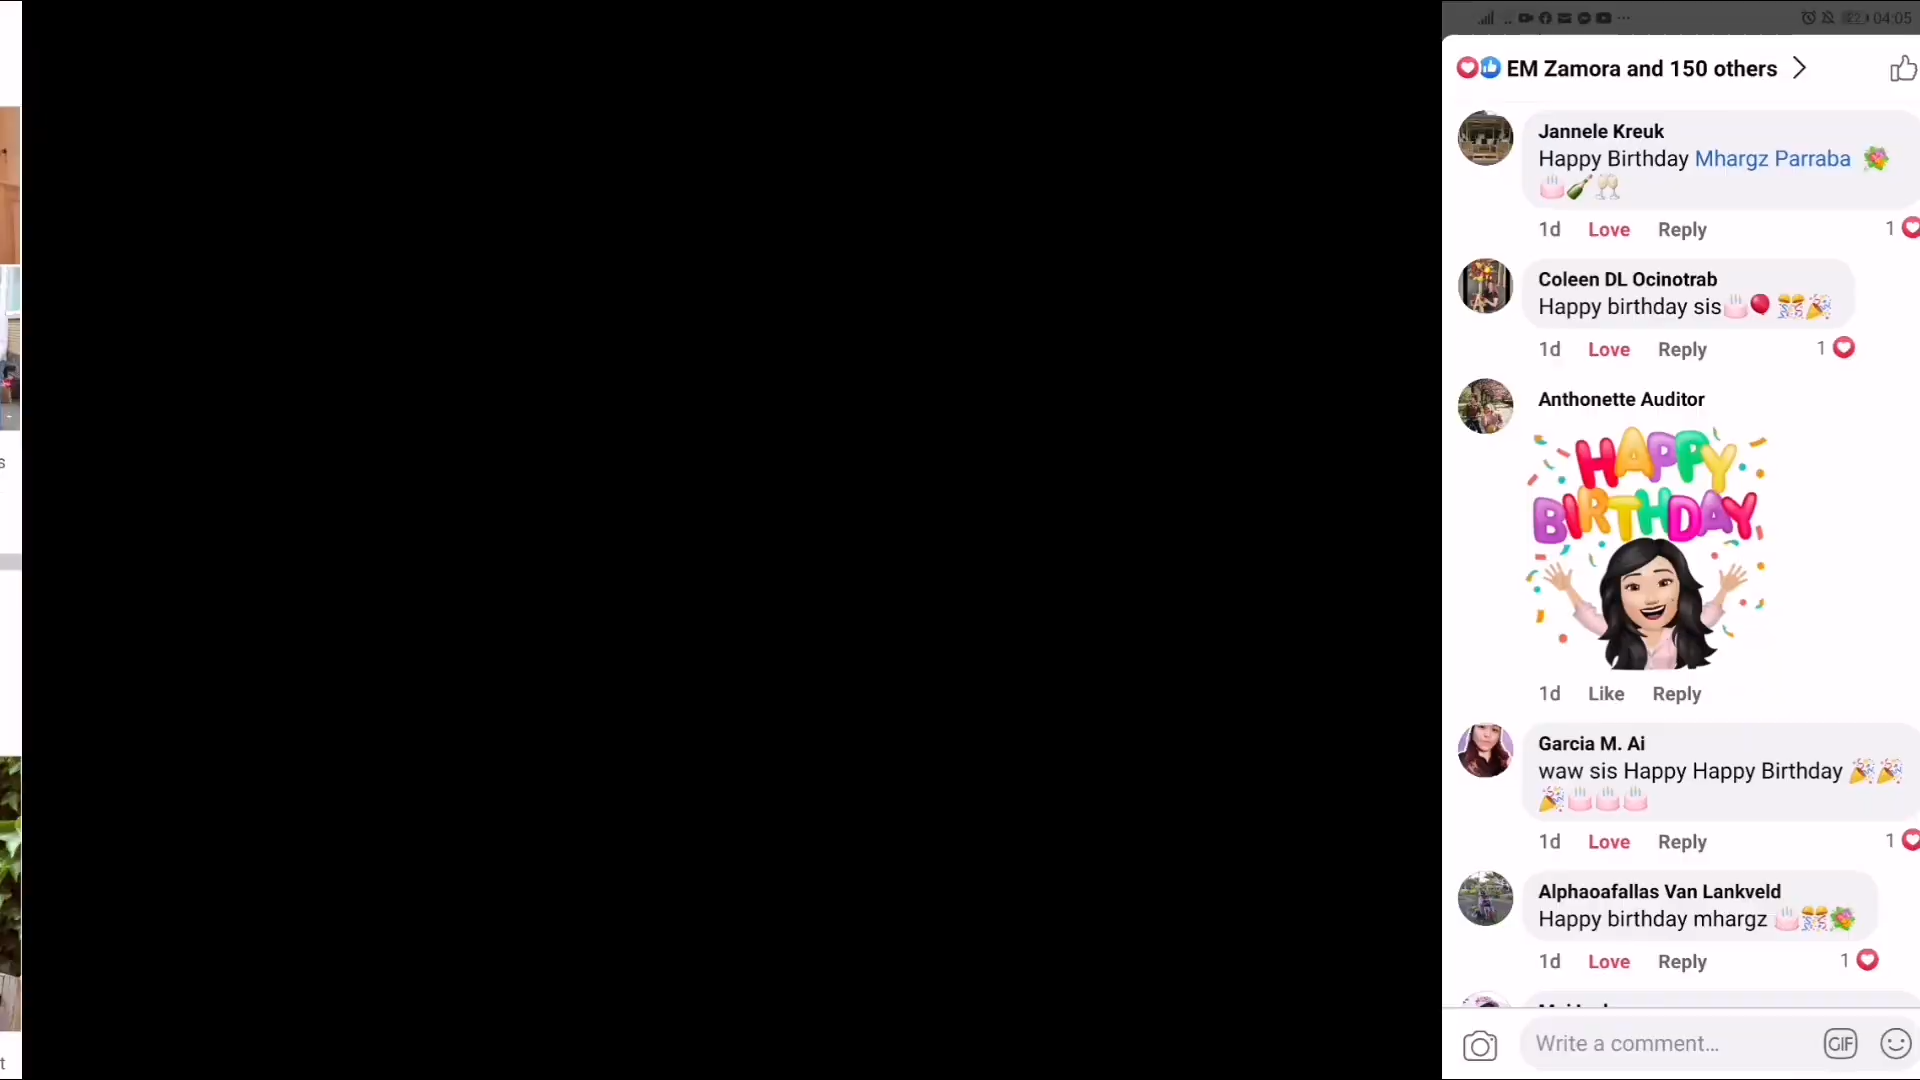 s
t
22 04:05
EM Zamora and 150 others
Jannele Kreuk
Happy Birthday Mhargz Parraba
1d Love Reply 1
Coleen DL Ocinotrab
Happy birthday sis
1d Love Reply 1
Anthonette Auditor
HAPPY
BIRTHDAY
1d Like Reply
Garcia M. Ai
waw sis Happy Happy Birthday
1d Love Reply 1
Alphaoafallas Van Lankveld
Happy birthday mhargz
1d Love Reply 1
Write a comment...
GIF